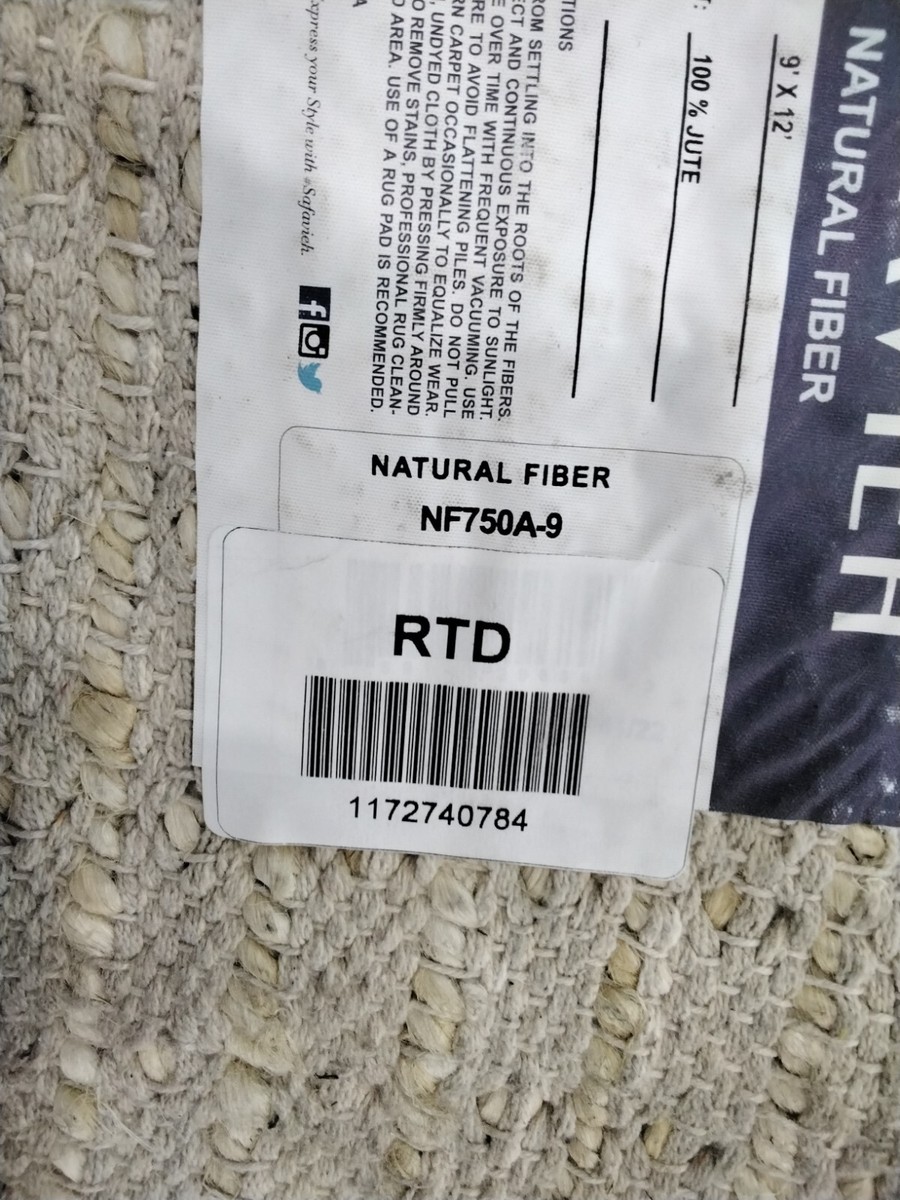 NATURAL FIBER
9' X 12'
100 % JUTE
ROM SETTLING INTO THE ROOTS OF THE FIBERS.
ECT AND CONTINUOUS EXPOSURE TO SUNLIGHT.
E OVER TIME WITH FREQUENT VACUUMING. USE
RE TO AVOID FLATTENING PILES. DO NOT PULL
RN CARPET OCCASIONALLY TO EQUALIZE WEAR.
, UNDYED CLOTH BY PRESSING FIRMLY AROUND
O REMOVE STAINS, PROFESSIONAL RUG CLEAN-
D AREA. USE OF A RUG PAD IS RECOMMENDED.
xpress your Style with #Safavieh.
NATURAL FIBER
NF750A-9
RTD
1172740784